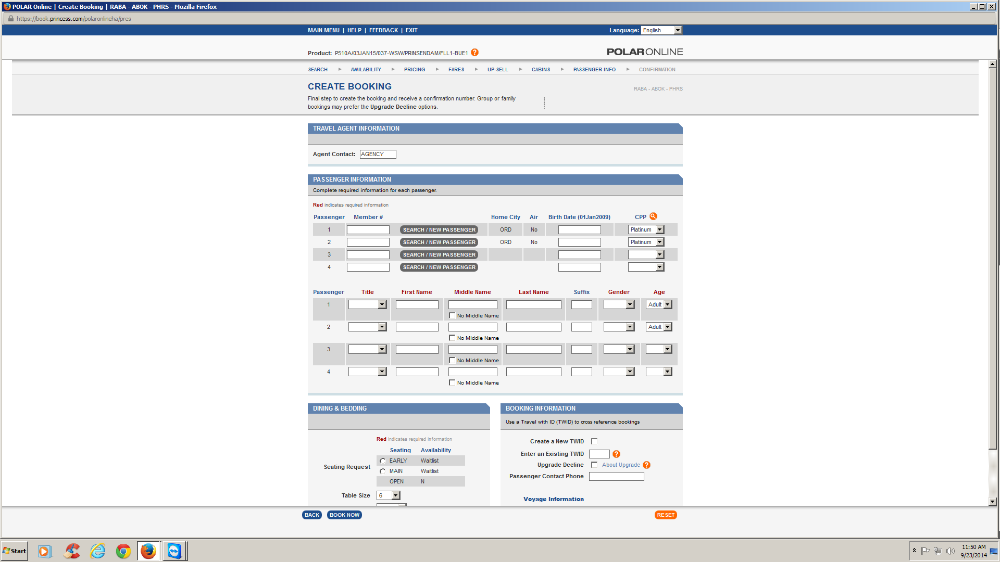 POLAR Online | Create Booking | RABA - ABOK - PHRS - Mozilla Firefox
https://book.princess.com/polaronlineha/pres
MAIN MENU | HELP | FEEDBACK | EXIT
Language: English
Product: P510A/03JAN15/037-WSW/PRINSENDAM/FLL1-BUE1 ?
POLAR ONLINE
SEARCH AVAILABILITY PRICING FARES UP-SELL CABINS PASSENGER INFO CONFIRMATION
CREATE BOOKING
RABA - ABOK - PHRS
Final step to create the booking and receive a confirmation number. Group or family
bookings may prefer the Upgrade Decline options.
TRAVEL AGENT INFORMATION
Agent Contact: AGENCY
PASSENGER INFORMATION
Complete required information for each passenger.
Red indicates required information
Passenger Member # Home City Air Birth Date (01Jan2009) CPP
1 SEARCH / NEW PASSENGER ORD No Platinum
2 SEARCH / NEW PASSENGER ORD No Platinum
3 SEARCH / NEW PASSENGER
4 SEARCH / NEW PASSENGER
Passenger Title First Name Middle Name Last Name Suffix Gender Age
1 Adult
No Middle Name
2 Adult
No Middle Name
3
No Middle Name
4
No Middle Name
DINING & BEDDING
Red indicates required information
Seating Availability
Seating Request
EARLY Waitlist
MAIN Waitlist
OPEN N
Table Size 6
BOOKING INFORMATION
Use a Travel with ID (TWID) to cross reference bookings
Create a New TWID
Enter an Existing TWID ?
Upgrade Decline About Upgrade ?
Passenger Contact Phone
Voyage Information
BACK BOOK NOW RESET
Start
11:50 AM
9/23/2014